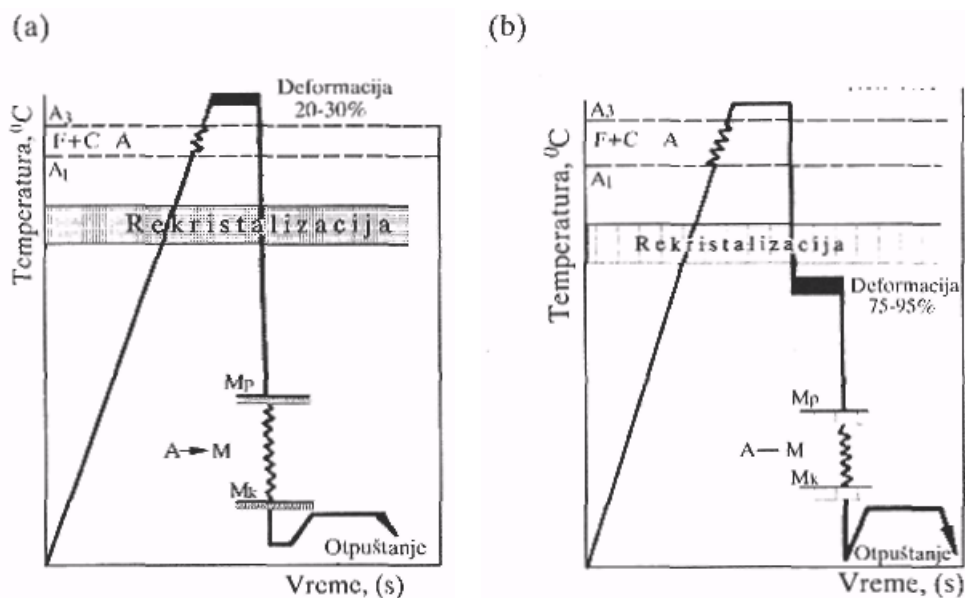 (a)
Deformacija
20-30%
A3
F+C A
A1
Rekristalizacija
Mp
A→M
Mk
Otpuštanje
Temperatura, ⁰C
Vreme, (s)
(b)
A3
F+C A
A1
Rekristalizacija
Deformacija
75-95%
Mp
A—M
Mk
Otpuštanje
Temperatura, ⁰C
Vreme, (s)